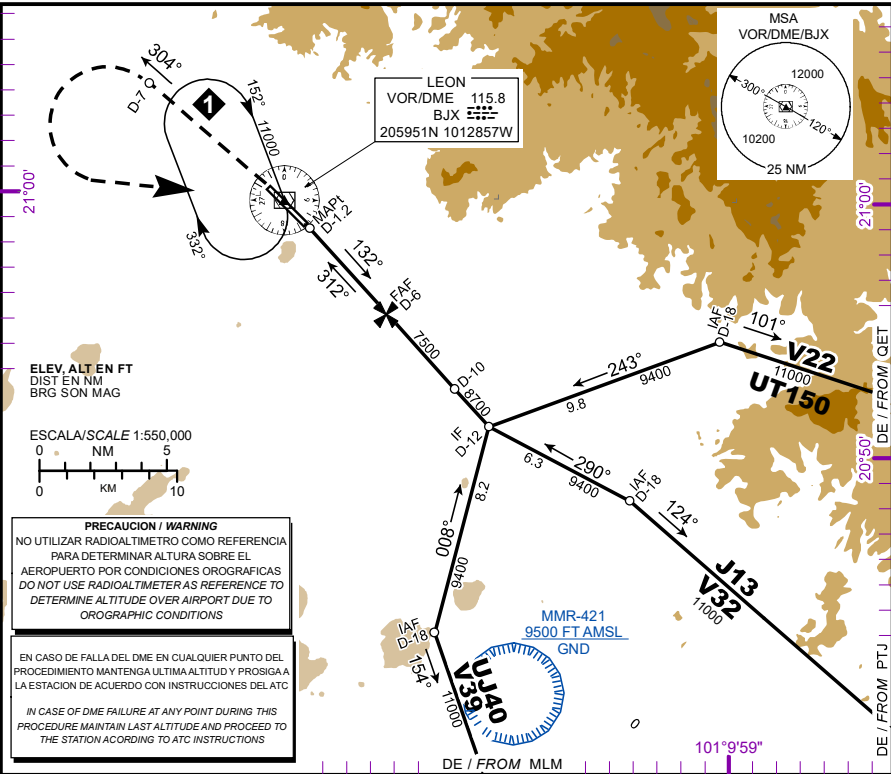 MSA
VOR/DME/BJX
300°
12000
120°
10200
25 NM
304°
D-7
1
152°
11000
332°
LEON
VOR/DME 115.8
BJX
205951N 1012857W
21°00'
21°00'
MAPt
D-1.2
132°
312°
FAF
D-6
7500
D-10
8700
IF
D-12
IAF
D-18
101°
V22
11000
UT150
243°
9400
9.8
DE / FROM QET
20°50'
ELEV, ALT EN FT
DIST EN NM
BRG SON MAG
ESCALA/SCALE 1:550,000
0 NM 5
0 KM 10
290°
6.3
9400
IAF
D-18
124°
J13
V32
11000
008°
8.2
9400
IAF
D-18
154°
UJ40
V39
11000
MMR-421
9500 FT AMSL
GND
PRECAUCION / WARNING
NO UTILIZAR RADIOALTIMETRO COMO REFERENCIA
PARA DETERMINAR ALTURA SOBRE EL
AEROPUERTO POR CONDICIONES OROGRAFICAS
DO NOT USE RADIOALTIMETER AS REFERENCE TO
DETERMINE ALTITUDE OVER AIRPORT DUE TO
OROGRAPHIC CONDITIONS
EN CASO DE FALLA DEL DME EN CUALQUIER PUNTO DEL
PROCEDIMIENTO MANTENGA ULTIMA ALTITUD Y PROSIGA A
LA ESTACION DE ACUERDO CON INSTRUCCIONES DEL ATC
IN CASE OF DME FAILURE AT ANY POINT DURING THIS
PROCEDURE MAINTAIN LAST ALTITUDE AND PROCEED TO
THE STATION ACORDING TO ATC INSTRUCTIONS
DE / FROM MLM
101°9'59"
DE / FROM PTJ